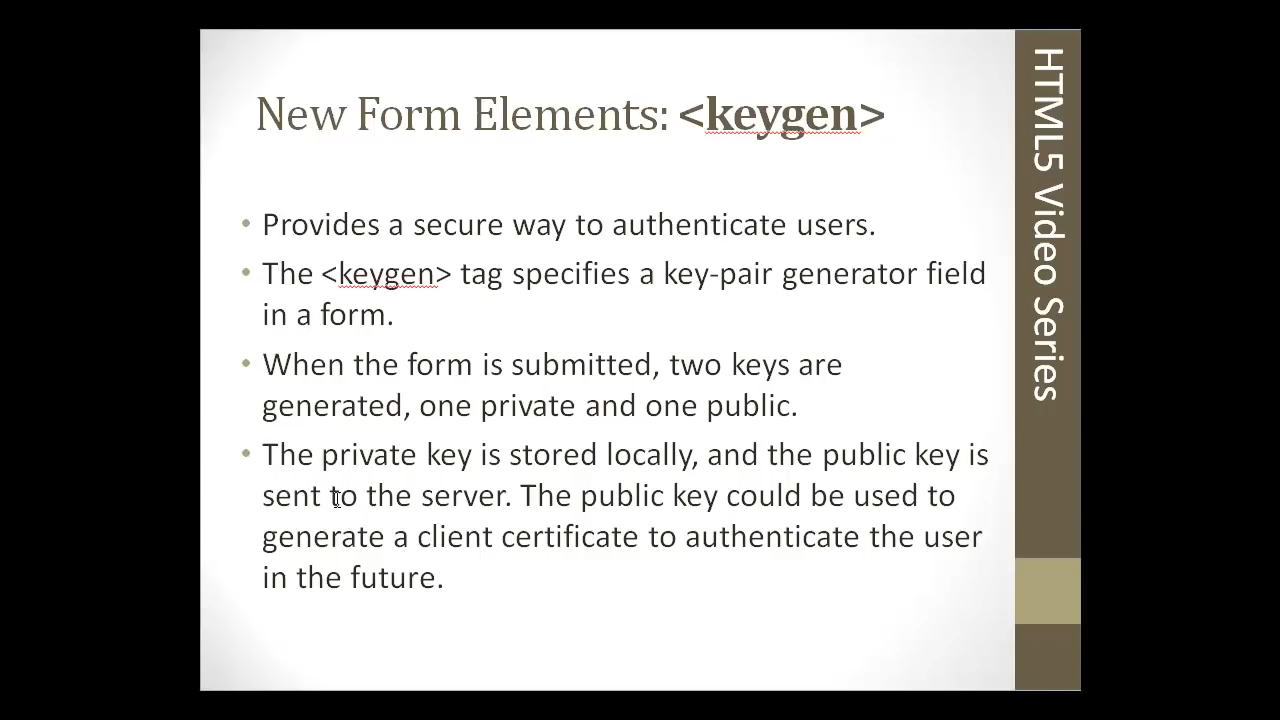 New Form Elements: <keygen>
• Provides a secure way to authenticate users.
• The <keygen> tag specifies a key-pair generator field
in a form.
• When the form is submitted, two keys are
generated, one private and one public.
• The private key is stored locally, and the public key is
sent to the server. The public key could be used to
generate a client certificate to authenticate the user
in the future.
HTML5 Video Series